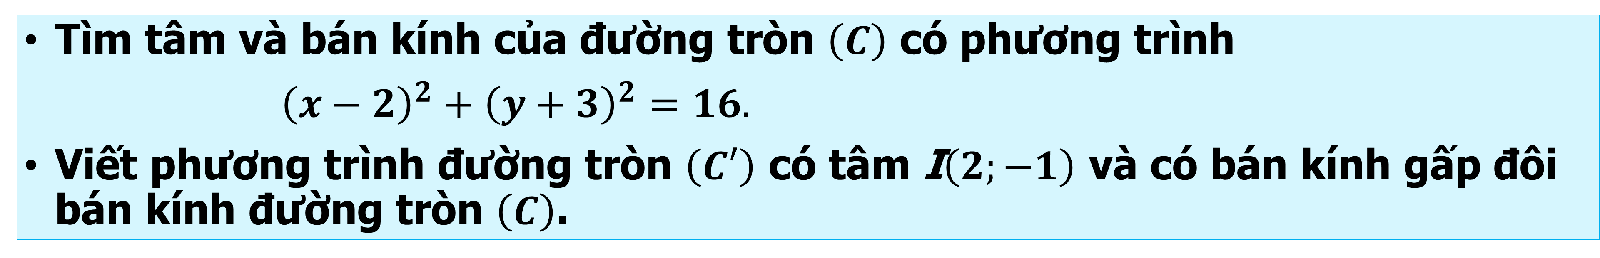 • Tìm tâm và bán kính của đường tròn (C) có phương trình
(x − 2)² + (y + 3)² = 16.
• Viết phương trình đường tròn (C′) có tâm I(2; −1) và có bán kính gấp đôi
bán kính đường tròn (C).